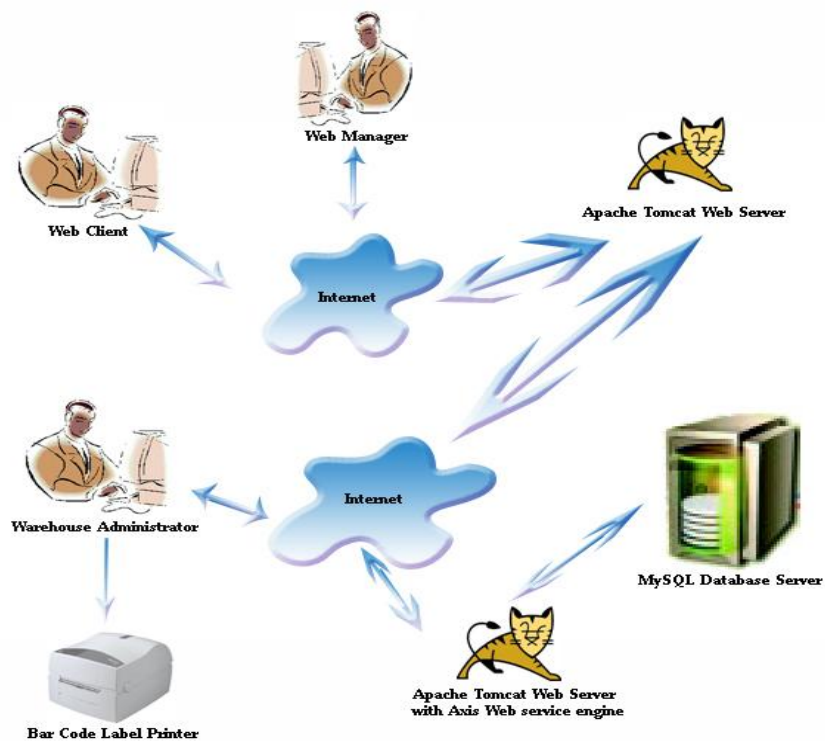 Web Manager
Web Client
Apache Tomcat Web Server
Internet
Internet
Warehouse Administrator
MySQL Database Server
Apache Tomcat Web Server
with Axis Web service engine
Bar Code Label Printer